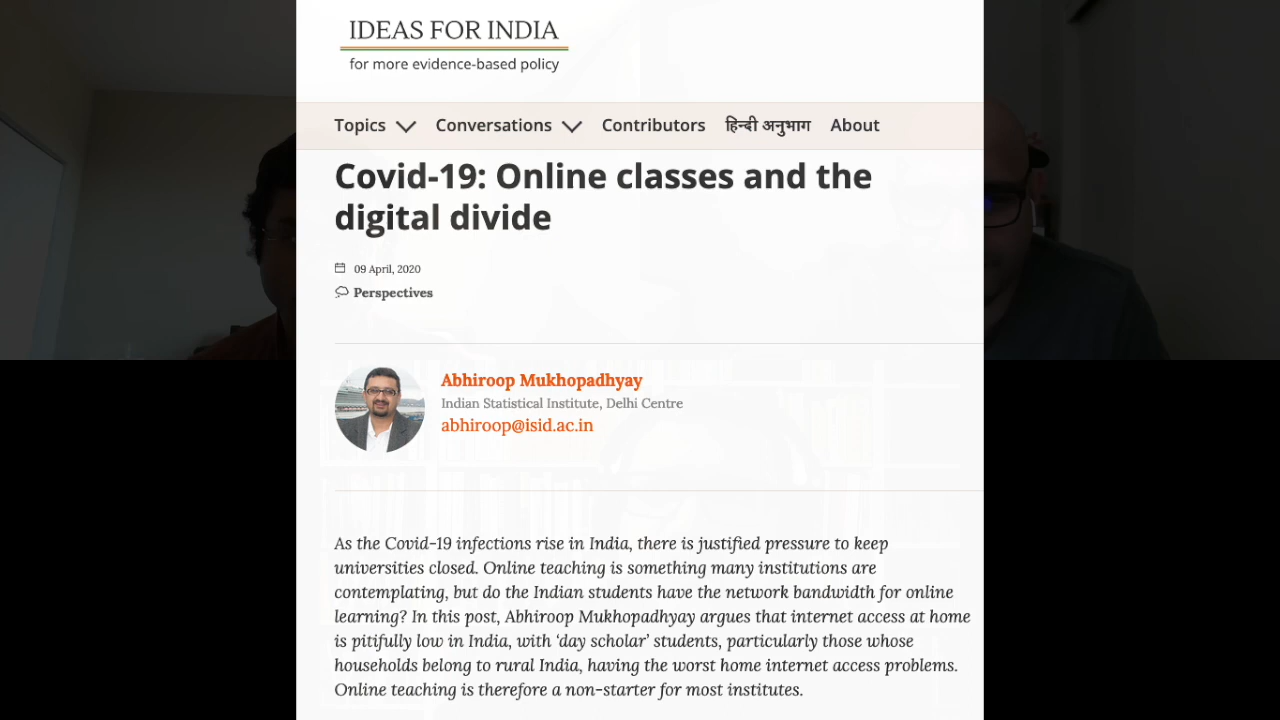 IDEAS FOR INDIA
for more evidence-based policy
Topics Conversations Contributors हिन्दी अनुभाग About
Covid-19: Online classes and the
digital divide
09 April, 2020
Perspectives
Abhiroop Mukhopadhyay
Indian Statistical Institute, Delhi Centre
abhiroop@isid.ac.in
As the Covid-19 infections rise in India, there is justified pressure to keep
universities closed. Online teaching is something many institutions are
contemplating, but do the Indian students have the network bandwidth for online
learning? In this post, Abhiroop Mukhopadhyay argues that internet access at home
is pitifully low in India, with ‘day scholar’ students, particularly those whose
households belong to rural India, having the worst home internet access problems.
Online teaching is therefore a non-starter for most institutes.